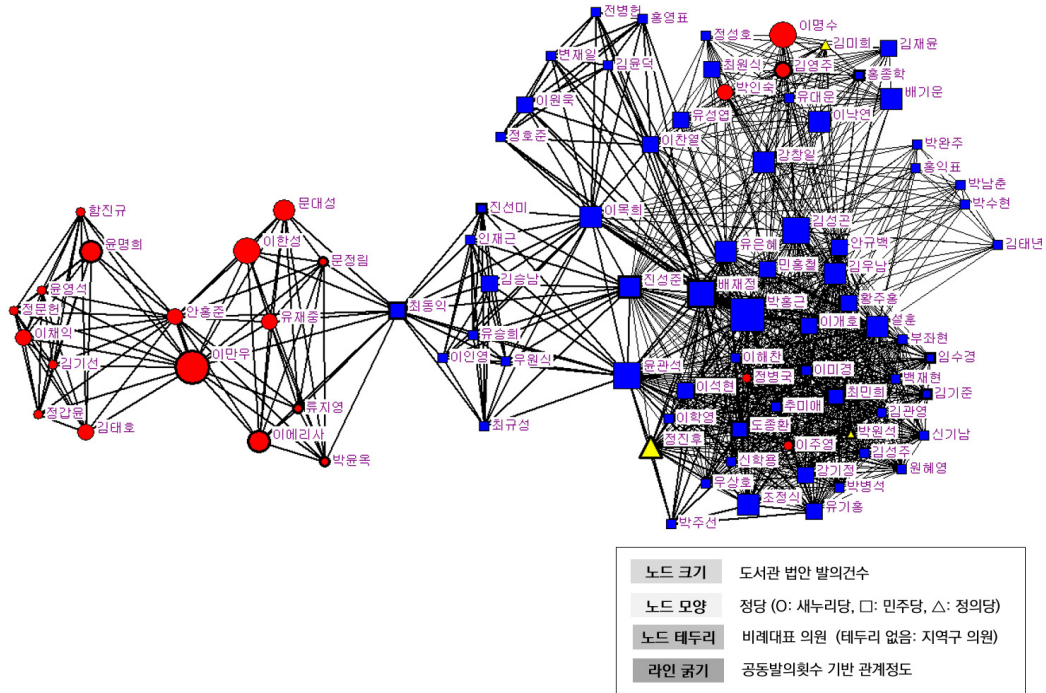 전병헌
홍영표
정성호
이명수
김미희
김재윤
변재일
김윤덕
최원식
김영주
홍종학
이원욱
박인숙
유대운
배기운
유성엽
이낙연
정호준
이찬열
강창일
박완주
홍익표
박남춘
박수현
함진규
문대성
진선미
이목희
김성곤
김태년
윤명희
이한성
인재근
유은혜
안규백
문정림
김승남
진성준
민홍철
김우남
윤영석
배재정
정문헌
안홍준
유재중
최동익
박홍근
황주홍
이채익
유승희
이개호
설훈
부좌현
김기선
이만우
이인영
우원식
윤관석
이해찬
이미경
임수경
정병국
백재현
이석현
최민희
김기준
정갑윤
류지영
추미애
김관영
김태호
이에리사
최규성
이학영
도종환
박원석
신기남
정진후
이주영
김성주
박윤옥
신학용
원혜영
우상호
강기정
박병석
조정식
유기홍
박주선
노드 크기 도서관 법안 발의건수
노드 모양 정당 (O: 새누리당, □: 민주당, △: 정의당)
노드 테두리 비례대표 의원 (테두리 없음: 지역구 의원)
라인 굵기 공동발의횟수 기반 관계정도